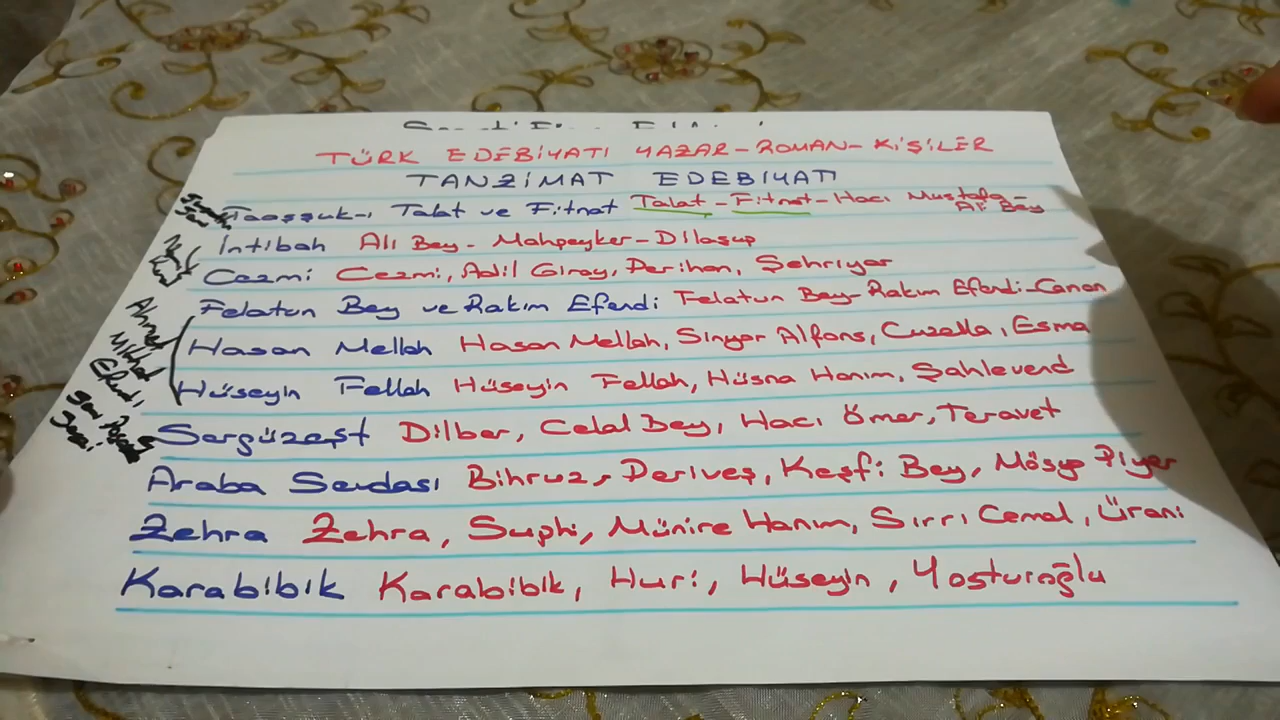 TÜRK EDEBİYATI YAZAR-ROMAN-KİŞİLER
TANZİMAT EDEBIYATI
Taaşşuk-ı Talat ve Fitnat Talat-Fitnat-Hacı Mustafa-Ali Bey
İntibah Ali Bey-Mahpeyker-Dilaşup
Cezmi Cezmi, Adil Giray, Perihan, Şehriyar
Felatun Bey ve Rakım Efendi Felatun Bey-Rakım Efendi-Canan
Hasan Mellah Hasan Mellah, Sinyor Alfons, Cuzella, Esma
Ahmet Mithat Efendi
Hüseyin Fellah Hüseyin Fellah, Hüsna Hanım, Şahlevend
Sergüzeşt Dilber, Celal Bey, Hacı Ömer, Teravet
Araba Sevdası Bihruz, Periveş, Keşfi Bey, Mösyö Piyer
Zehra Zehra, Suphi, Münire Hanım, Sırrı Cemal, Ürani
Karabibik Karabibik, Huri, Hüseyin, Yosturoğlu